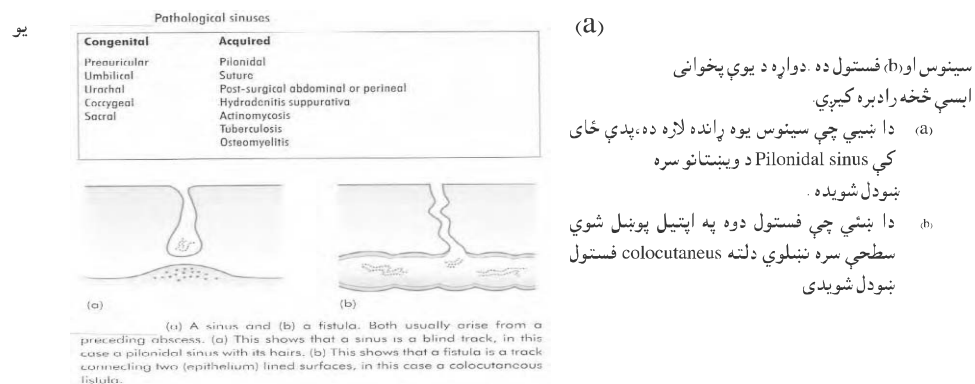 Pathological sinuses
Congenital Acquired
Preauricular Pilonidal
Umbilical Suture
Urachal Post-surgical abdominal or perineal
Coccygeal Hydradenitis suppurativa
Sacral Actinomycosis
Tuberculosis
Osteomyelitis
(a) (b)
(a) A sinus and (b) a fistula. Both usually arise from a
preceding abscess. (a) This shows that a sinus is a blind track, in this
case a pilonidal sinus with its hairs. (b) This shows that a fistula is a track
connecting two (epithelium) lined surfaces, in this case a colocutaneous
fistula.
(a) یو
سینوس او (b) فستول ده .دواړه د یوې پخوانی
ابسې څخه رادبره کیږي.
(a) دا ښیي چې سینوس یوه ړانده لاره ده،پدې ځای
کې Pilonidal sinus د ویښتانو سره
ښودل شویده .
(b) دا ښئي چې فستول دوه په اپتیل پوښل شوي
سطحې سره نښلوي دلته colocutaneus فستول
ښودل شویدی